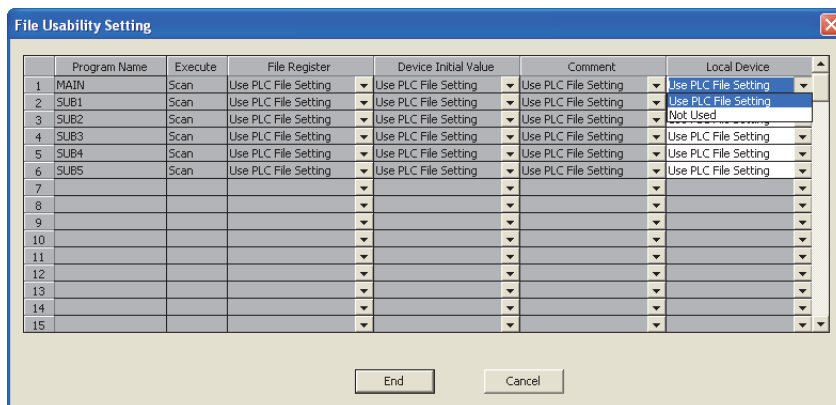 File Usability Setting
Program Name Execute File Register Device Initial Value Comment Local Device
1 MAIN Scan Use PLC File Setting Use PLC File Setting Use PLC File Setting Use PLC File Setting
2 SUB1 Scan Use PLC File Setting Use PLC File Setting Use PLC File Setting Use PLC File Setting
3 SUB2 Scan Use PLC File Setting Use PLC File Setting Use PLC File Setting Not Used
4 SUB3 Scan Use PLC File Setting Use PLC File Setting Use PLC File Setting Use PLC File Setting
5 SUB4 Scan Use PLC File Setting Use PLC File Setting Use PLC File Setting Use PLC File Setting
6 SUB5 Scan Use PLC File Setting Use PLC File Setting Use PLC File Setting Use PLC File Setting
7
8
9
10
11
12
13
14
15
End Cancel